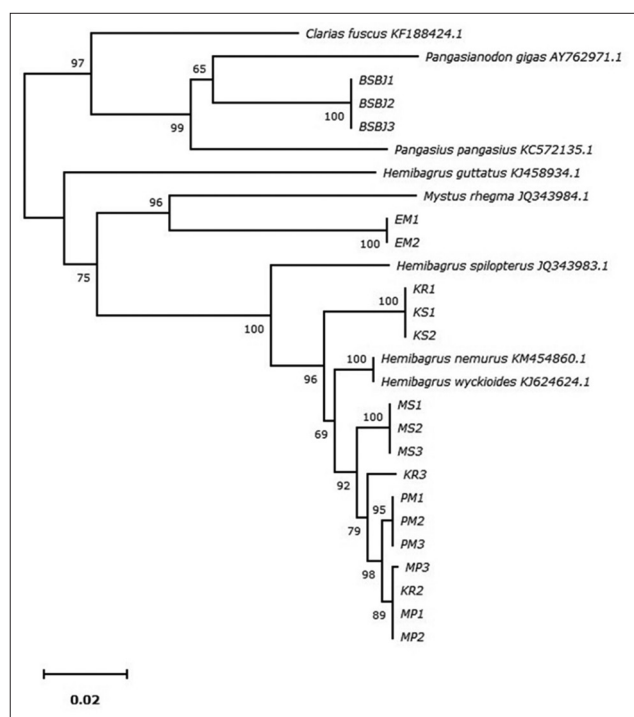 Clarias fuscus KF188424.1
97
Pangasianodon gigas AY762971.1
65
BSBJ1
BSBJ2
100
BSBJ3
99
Pangasius pangasius KC572135.1
Hemibagrus guttatus KJ458934.1
Mystus rhegma JQ343984.1
96
EM1
100
EM2
Hemibagrus spilopterus JQ343983.1
75
KR1
100
KS1
100
KS2
Hemibagrus nemurus KM454860.1
100
96
Hemibagrus wyckioides KJ624624.1
MS1
100
MS2
69
MS3
KR3
92
PM1
95
PM2
79
PM3
MP3
98
KR2
MP1
89
MP2
0.02